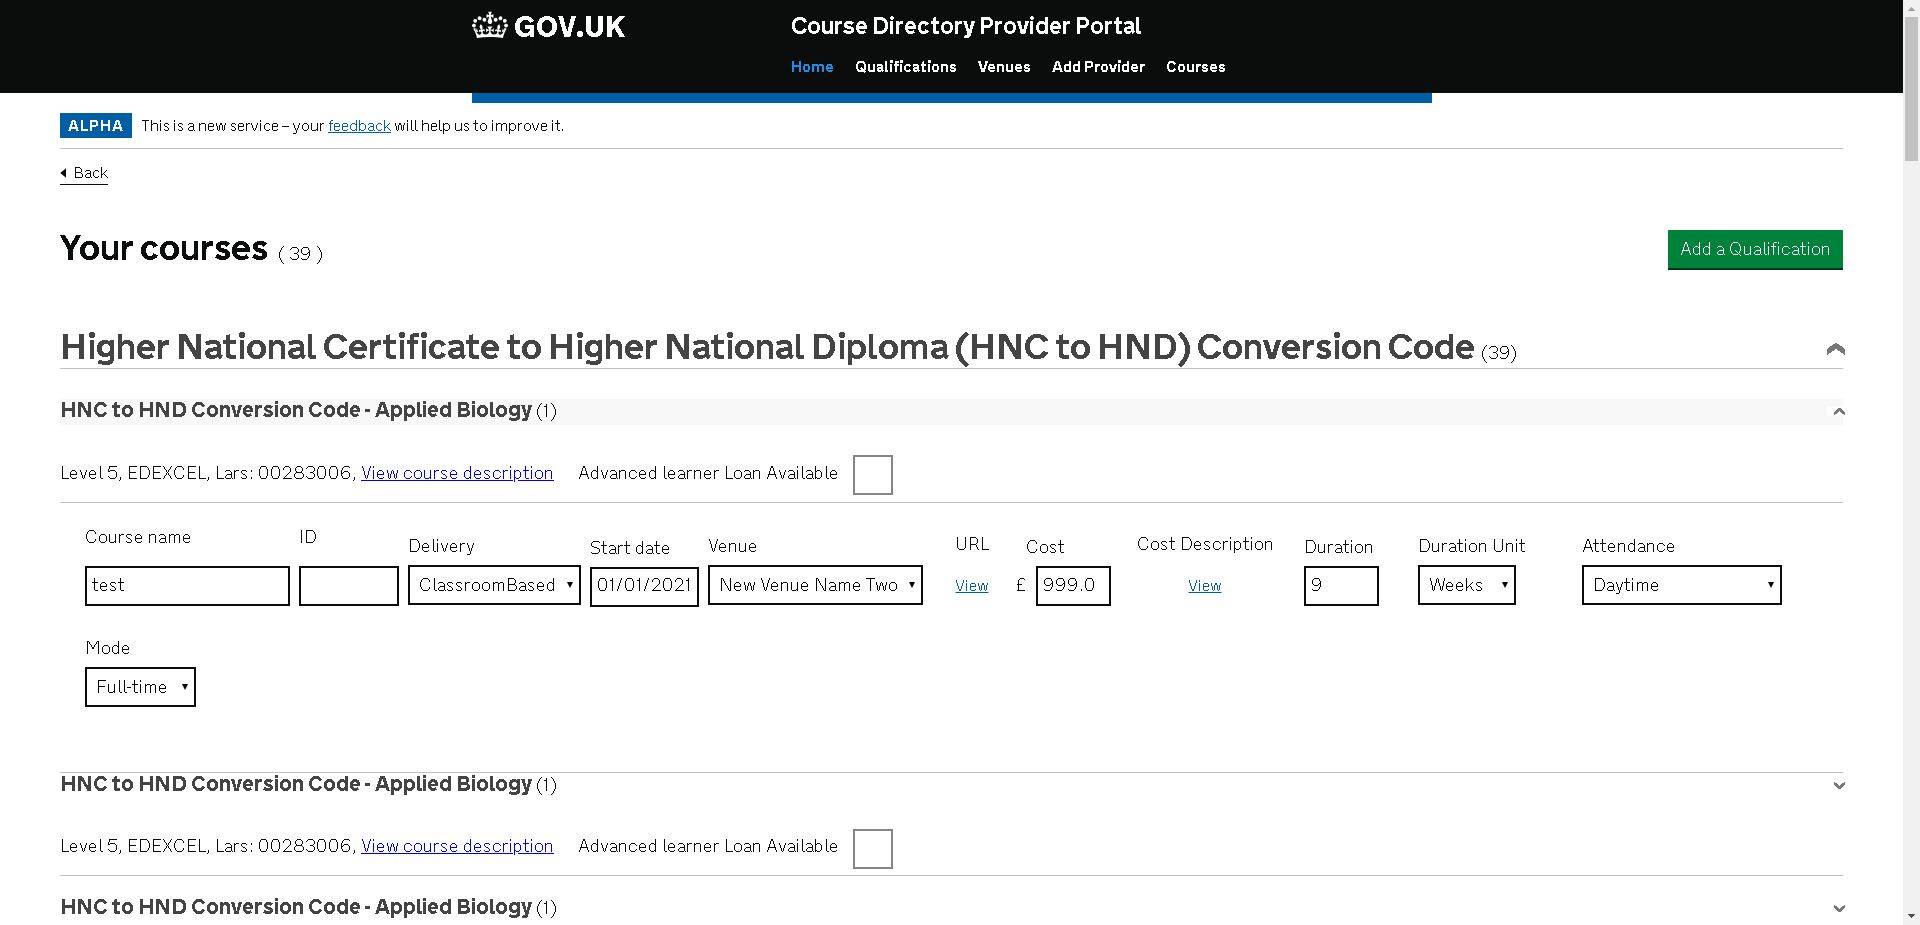 GOV.UK
Course Directory Provider Portal
Home Qualifications Venues Add Provider Courses
ALPHA This is a new service – your feedback will help us to improve it.
Back
Your courses ( 39 )
Add a Qualification
Higher National Certificate to Higher National Diploma (HNC to HND) Conversion Code (39)
HNC to HND Conversion Code - Applied Biology (1)
Level 5, EDEXCEL, Lars: 00283006, View course description Advanced learner Loan Available
Course name ID Delivery Start date Venue URL Cost Cost Description Duration Duration Unit Attendance
test ClassroomBased 01/01/2021 New Venue Name Two View £ 999.0 View 9 Weeks Daytime
Mode
Full-time
HNC to HND Conversion Code - Applied Biology (1)
Level 5, EDEXCEL, Lars: 00283006, View course description Advanced learner Loan Available
HNC to HND Conversion Code - Applied Biology (1)